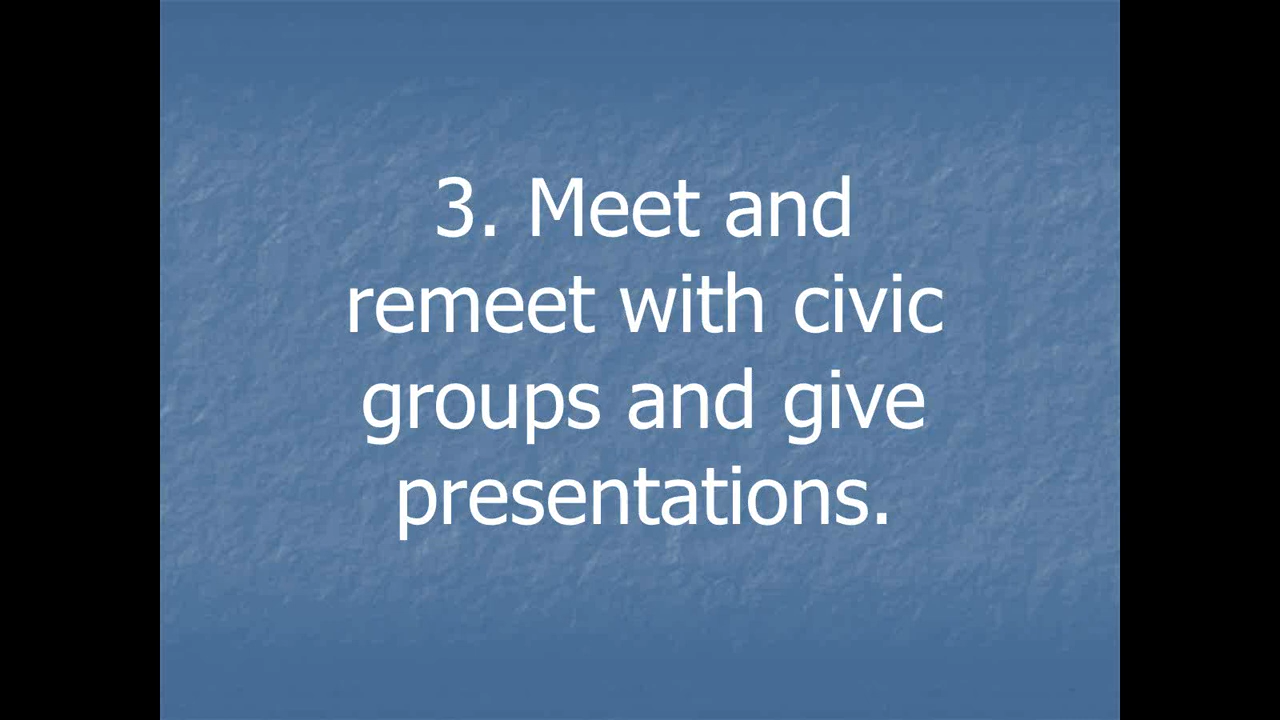 3. Meet and
remeet with civic
groups and give
presentations.